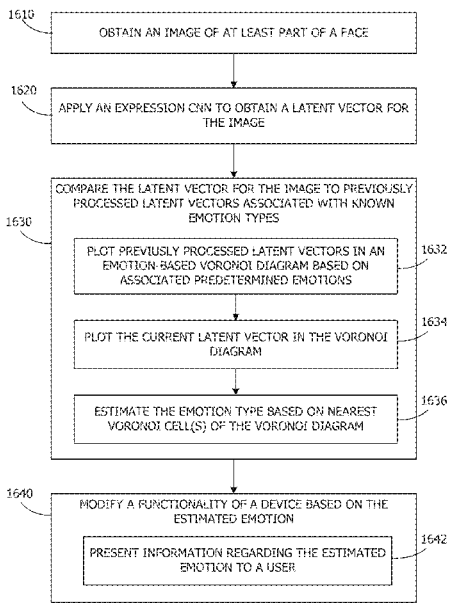 1610
OBTAIN AN IMAGE OF AT LEAST PART OF A FACE
1620
APPLY AN EXPRESSION CNN TO OBTAIN A LATENT VECTOR FOR
THE IMAGE
1630
COMPARE THE LATENT VECTOR FOR THE IMAGE TO PREVIOUSLY
PROCESSED LATENT VECTORS ASSOCIATED WITH KNOWN
EMOTION TYPES
1632
PLOT PREVIUSLY PROCESSED LATENT VECTORS IN AN
EMOTION-BASED VORONOI DIAGRAM BASED ON
ASSOCIATED PREDETERMINED EMOTIONS
1634
PLOT THE CURRENT LATENT VECTOR IN THE VORONOI
DIAGRAM
1636
ESTIMATE THE EMOTION TYPE BASED ON NEAREST
VORONOI CELL(S) OF THE VORONOI DIAGRAM
1640
MODIFY A FUNCTIONALITY OF A DEVICE BASED ON THE
ESTIMATED EMOTION
1642
PRESENT INFORMATION REGARDING THE ESTIMATED
EMOTION TO A USER